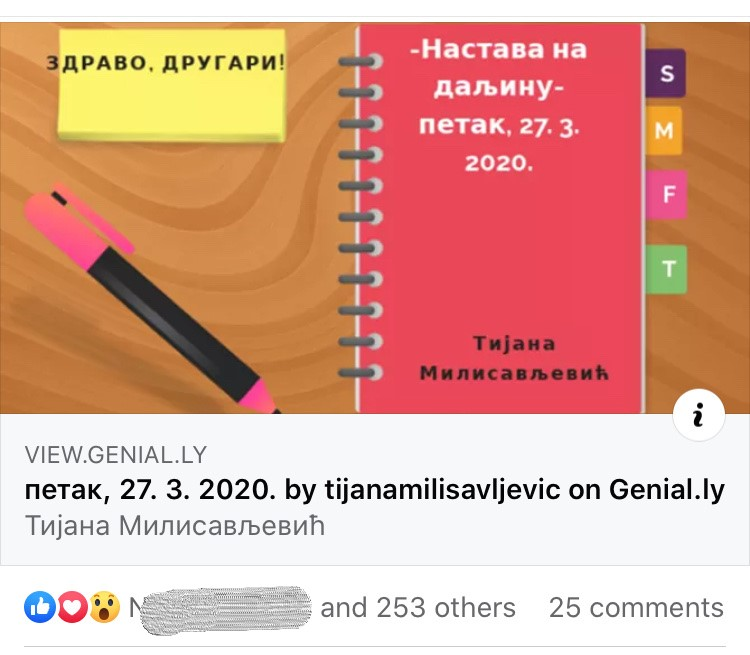 ЗДРАВО, ДРУГАРИ!
-Настава на
даљину-
петак, 27. 3.
2020.
S
M
F
T
Тијана
Милисављевић
i
VIEW.GENIAL.LY
петак, 27. 3. 2020. by tijanamilisavljevic on Genial.ly
Тијана Милисављевић
and 253 others 25 comments